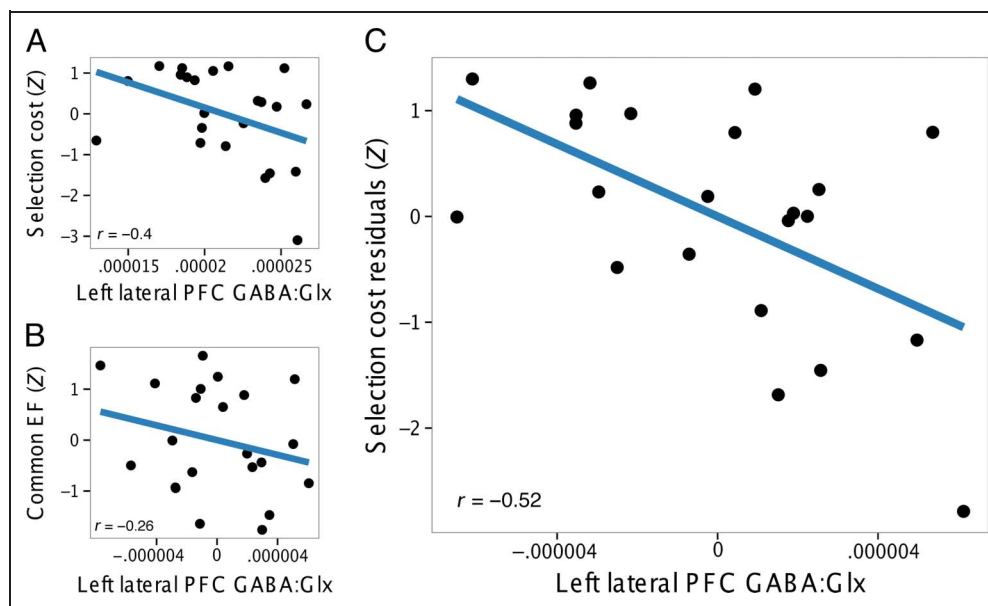 A
Selection cost (Z)
1
0
−1
−2
−3
r = −0.4
.000015 .00002 .000025
Left lateral PFC GABA:Glx
B
Common EF (Z)
1
0
−1
r = −0.26
−.000004 0 .000004
Left lateral PFC GABA:Glx
C
Selection cost residuals (Z)
1
0
−1
−2
r = −0.52
−.000004 0 .000004
Left lateral PFC GABA:Glx